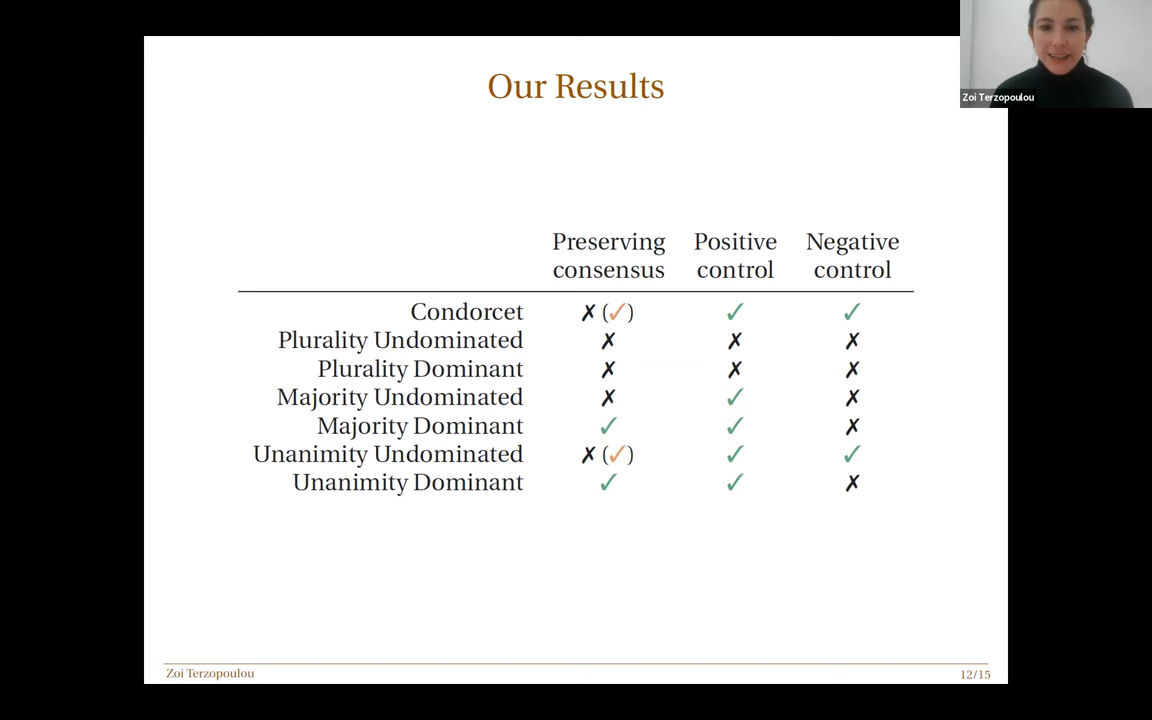 Our Results
Zoi Terzopoulou
Preserving consensus Positive control Negative control
Condorcet ✗ (✓) ✓ ✓
Plurality Undominated ✗ ✗ ✗
Plurality Dominant ✗ ✗ ✗
Majority Undominated ✗ ✓ ✗
Majority Dominant ✓ ✓ ✗
Unanimity Undominated ✗ (✓) ✓ ✓
Unanimity Dominant ✓ ✓ ✗
Zoi Terzopoulou 12/15